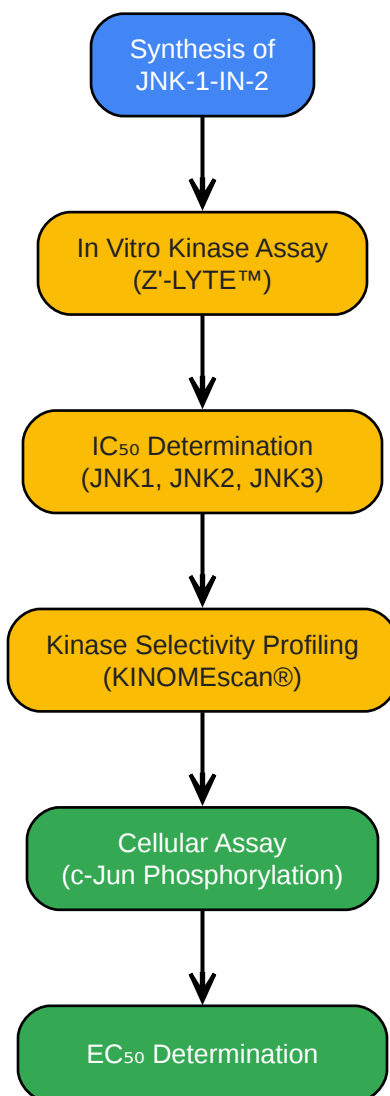 Synthesis of
JNK-1-IN-2
In Vitro Kinase Assay
(Z'-LYTE™)
IC₅₀ Determination
(JNK1, JNK2, JNK3)
Kinase Selectivity Profiling
(KINOMEscan®)
Cellular Assay
(c-Jun Phosphorylation)
EC₅₀ Determination